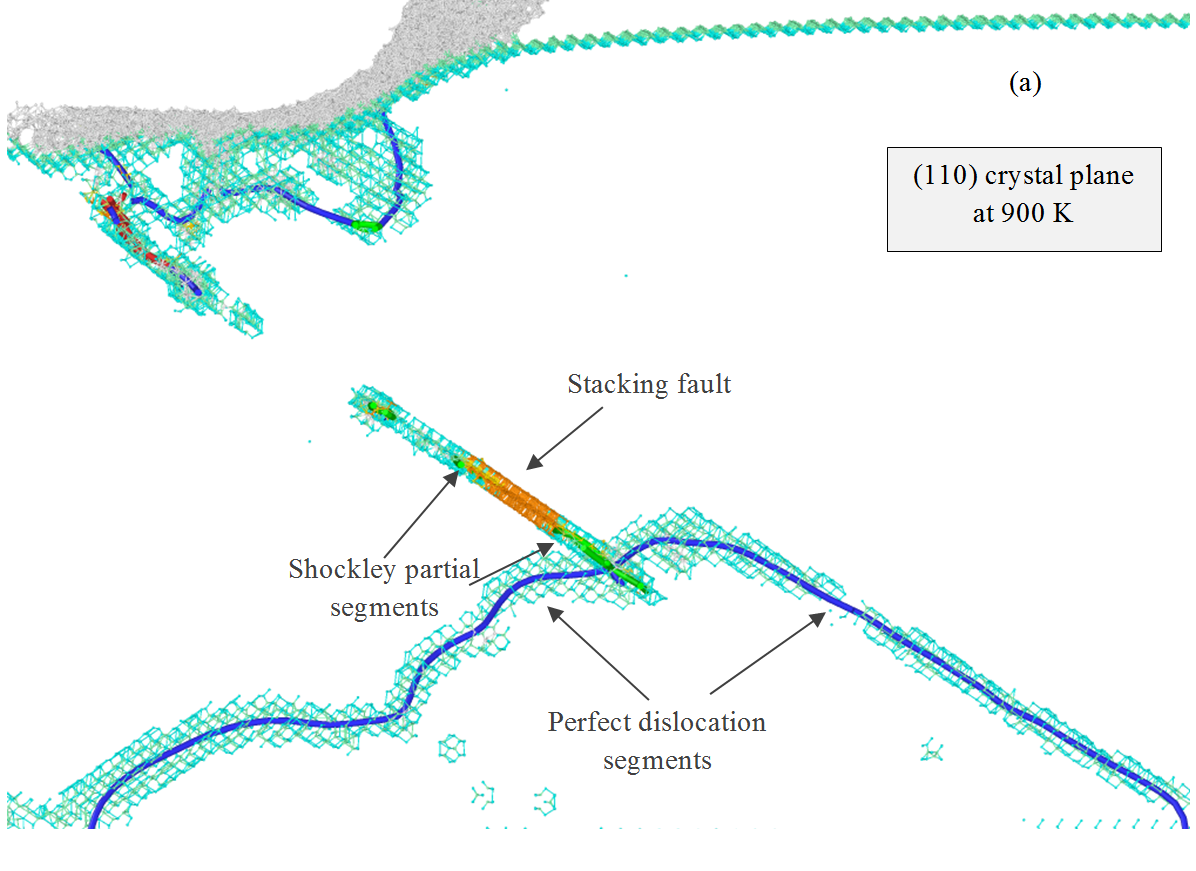 (a)
(110) crystal plane
at 900 K
Stacking fault
Shockley partial
segments
Perfect dislocation
segments